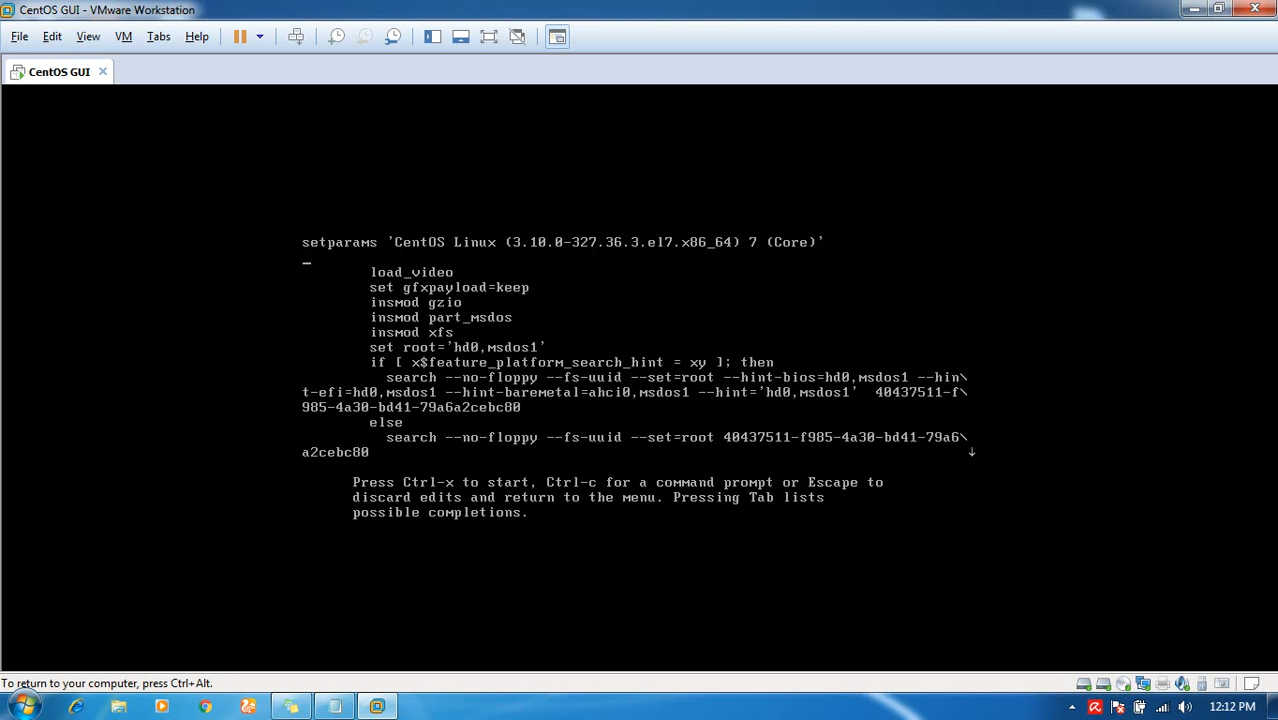 CentOS GUI - VMware Workstation
File Edit View VM Tabs Help
CentOS GUI
setparams 'CentOS Linux (3.10.0-327.36.3.el7.x86_64) 7 (Core)'
load_video
set gfxpayload=keep
insmod gzio
insmod part_msdos
insmod xfs
set root='hd0,msdos1'
if [ x$feature_platform_search_hint = xy ]; then
search --no-floppy --fs-uuid --set=root --hint-bios=hd0,msdos1 --hin\
t-efi=hd0,msdos1 --hint-baremetal=ahci0,msdos1 --hint='hd0,msdos1'  40437511-f\
985-4a30-bd41-79a6a2cebc80
else
search --no-floppy --fs-uuid --set=root 40437511-f985-4a30-bd41-79a6\
a2cebc80
Press Ctrl-x to start, Ctrl-c for a command prompt or Escape to
discard edits and return to the menu. Pressing Tab lists
possible completions.
To return to your computer, press Ctrl+Alt.
12:12 PM